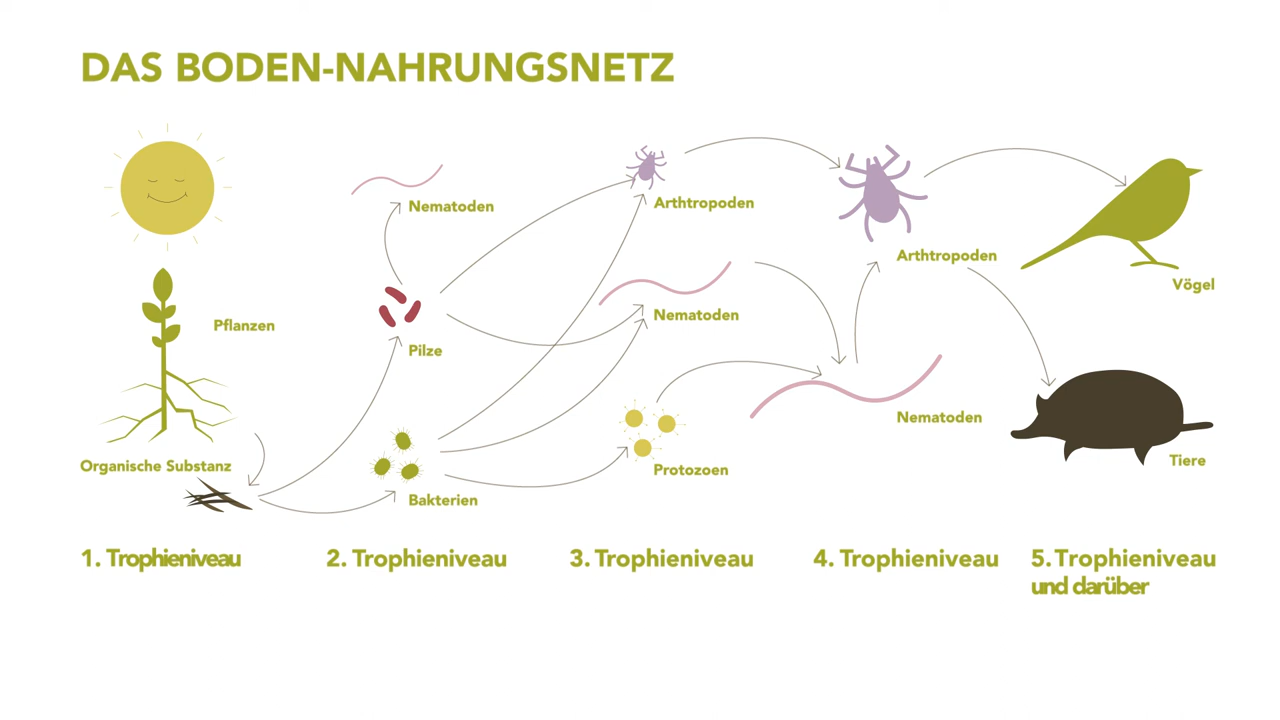 DAS BODEN-NAHRUNGSNETZ
Nematoden
Arthtropoden
Arthtropoden
Vögel
Pflanzen
Nematoden
Pilze
Nematoden
Organische Substanz
Protozoen
Tiere
Bakterien
1. Trophieniveau
2. Trophieniveau
3. Trophieniveau
4. Trophieniveau
5. Trophieniveau
und darüber